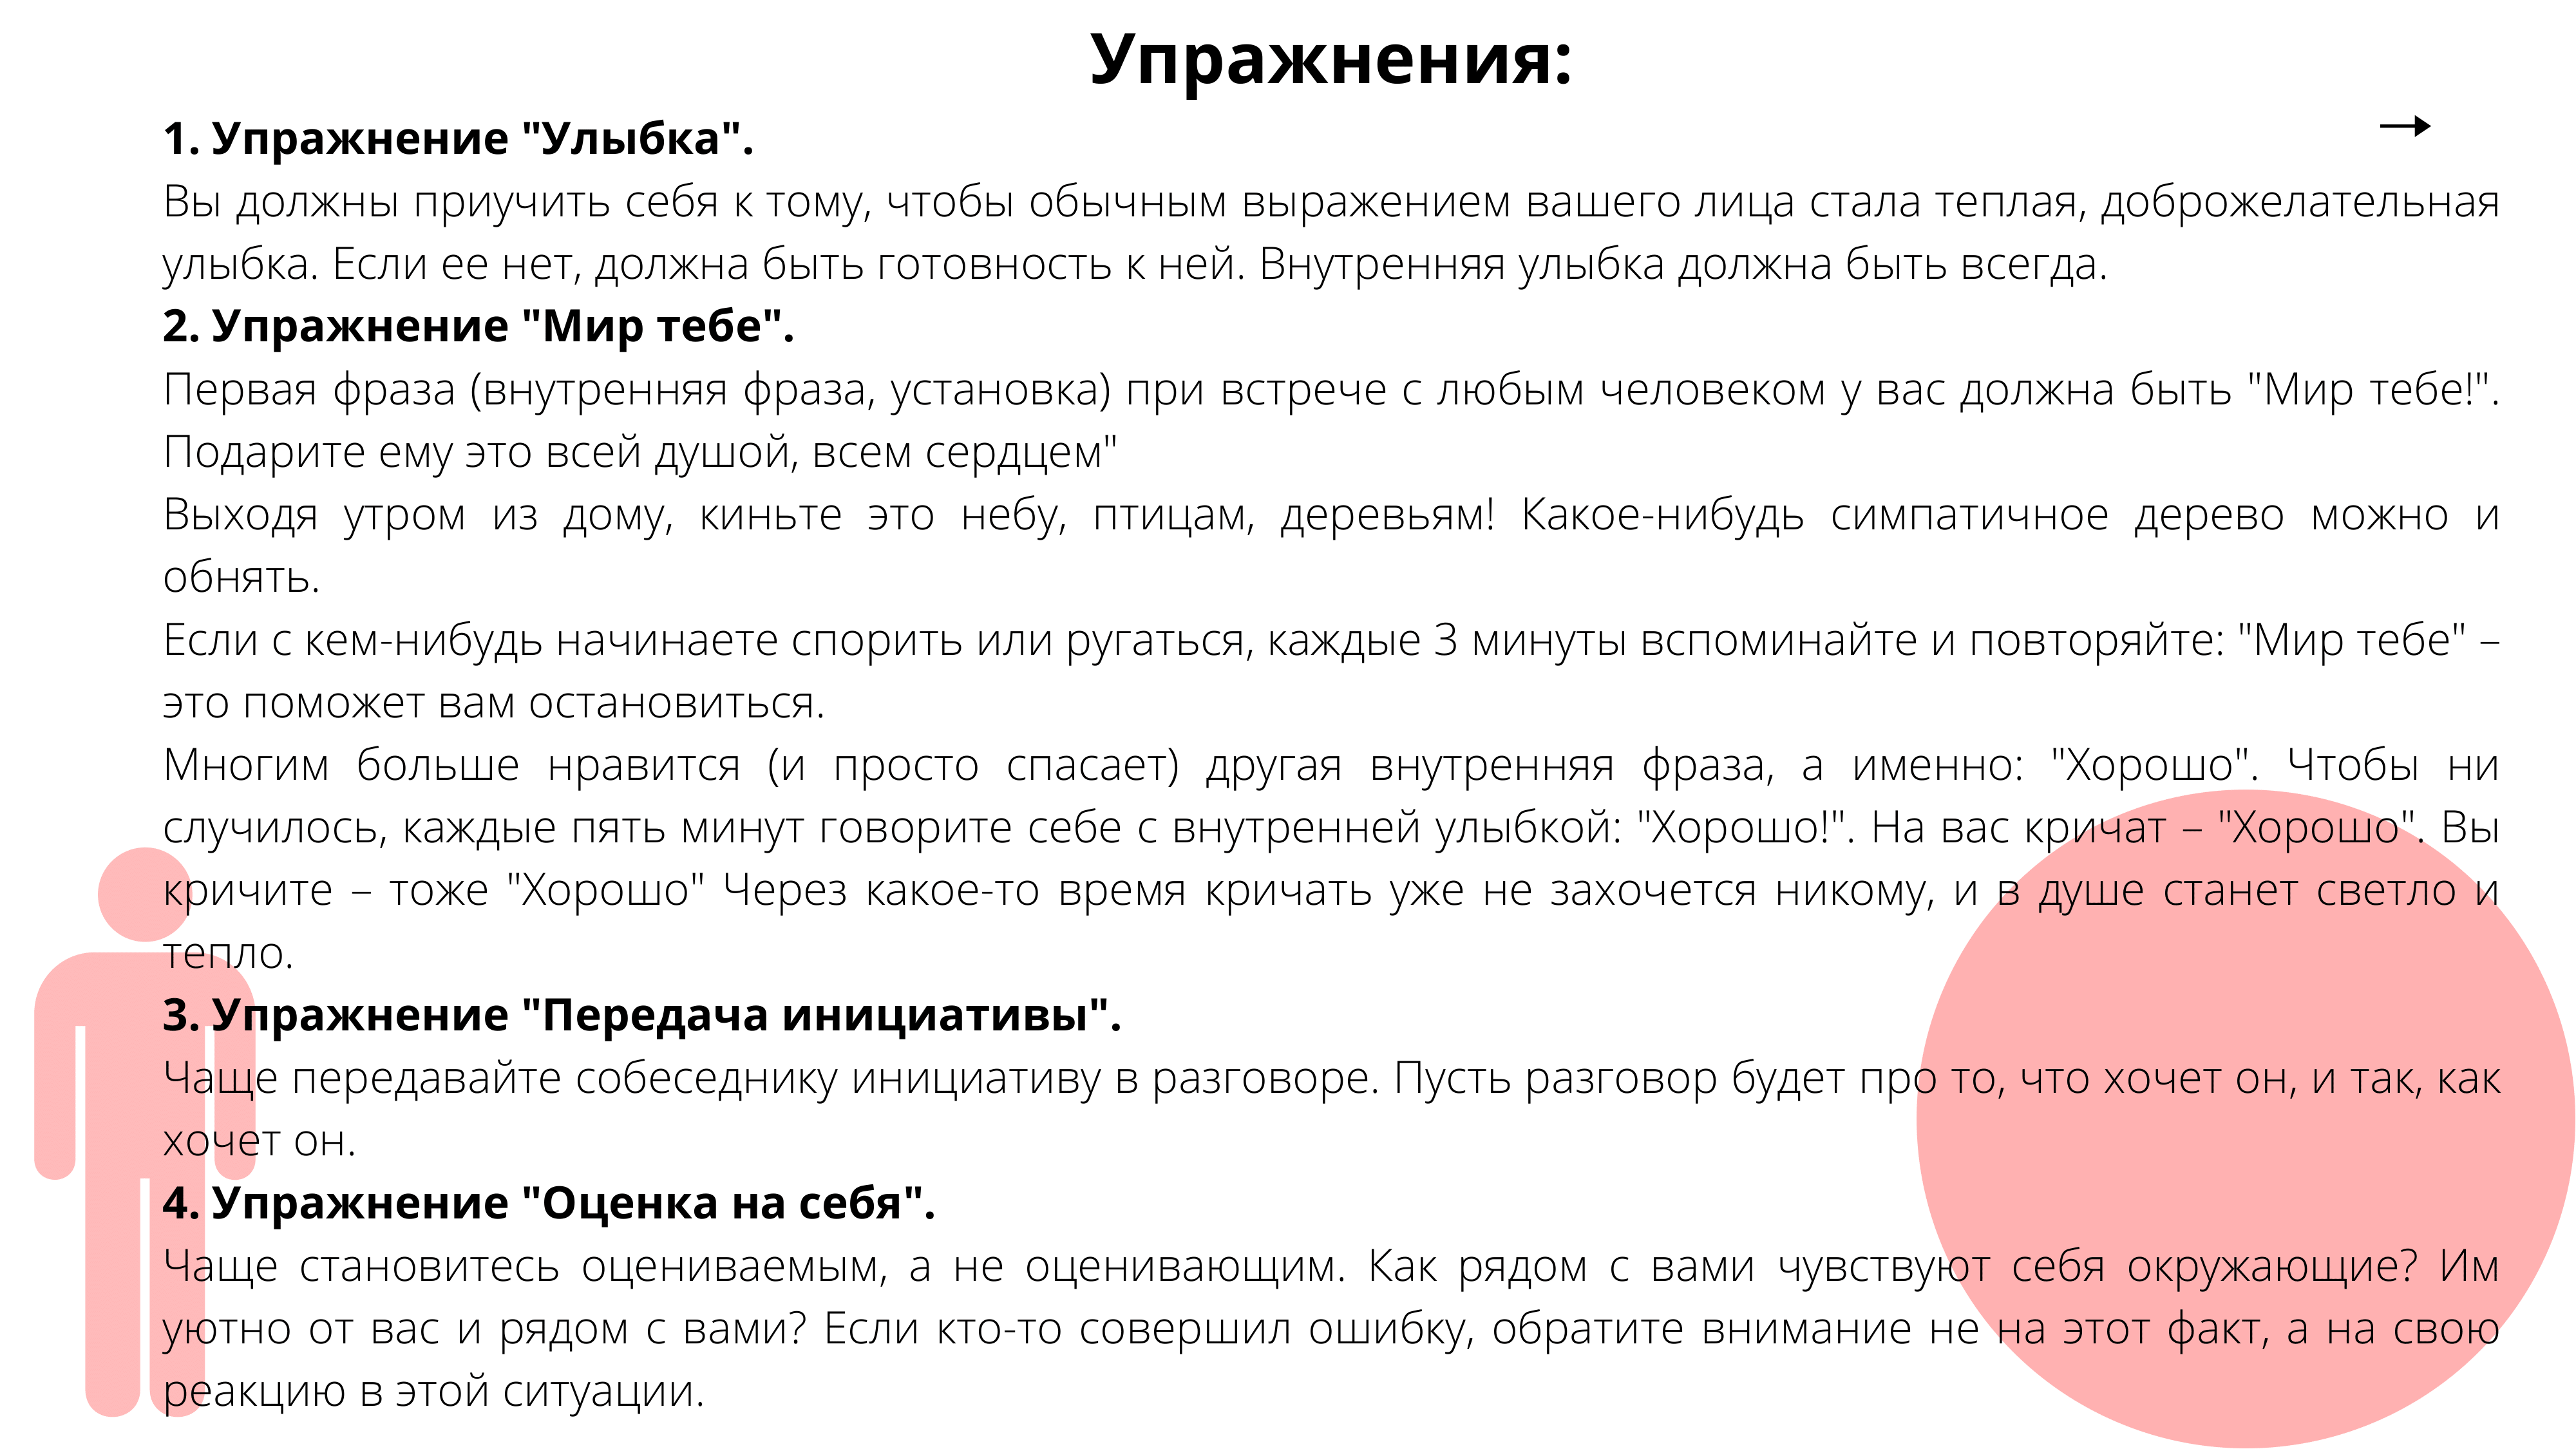 Упражнения:
1. Упражнение "Улыбка".
Вы должны приучить себя к тому, чтобы обычным выражением вашего лица стала теплая, доброжелательная
улыбка. Если ее нет, должна быть готовность к ней. Внутренняя улыбка должна быть всегда.
2. Упражнение "Мир тебе".
Первая фраза (внутренняя фраза, установка) при встрече с любым человеком у вас должна быть "Мир тебе!".
Подарите ему это всей душой, всем сердцем"
Выходя утром из дому, киньте это небу, птицам, деревьям! Какое-нибудь симпатичное дерево можно и
обнять.
Если с кем-нибудь начинаете спорить или ругаться, каждые 3 минуты вспоминайте и повторяйте: "Мир тебе" –
это поможет вам остановиться.
Многим больше нравится (и просто спасает) другая внутренняя фраза, а именно: "Хорошо". Чтобы ни
случилось, каждые пять минут говорите себе с внутренней улыбкой: "Хорошо!". На вас кричат – "Хорошо". Вы
кричите – тоже "Хорошо" Через какое-то время кричать уже не захочется никому, и в душе станет светло и
тепло.
3. Упражнение "Передача инициативы".
Чаще передавайте собеседнику инициативу в разговоре. Пусть разговор будет про то, что хочет он, и так, как
хочет он.
4. Упражнение "Оценка на себя".
Чаще становитесь оцениваемым, а не оценивающим. Как рядом с вами чувствуют себя окружающие? Им
уютно от вас и рядом с вами? Если кто-то совершил ошибку, обратите внимание не на этот факт, а на свою
реакцию в этой ситуации.